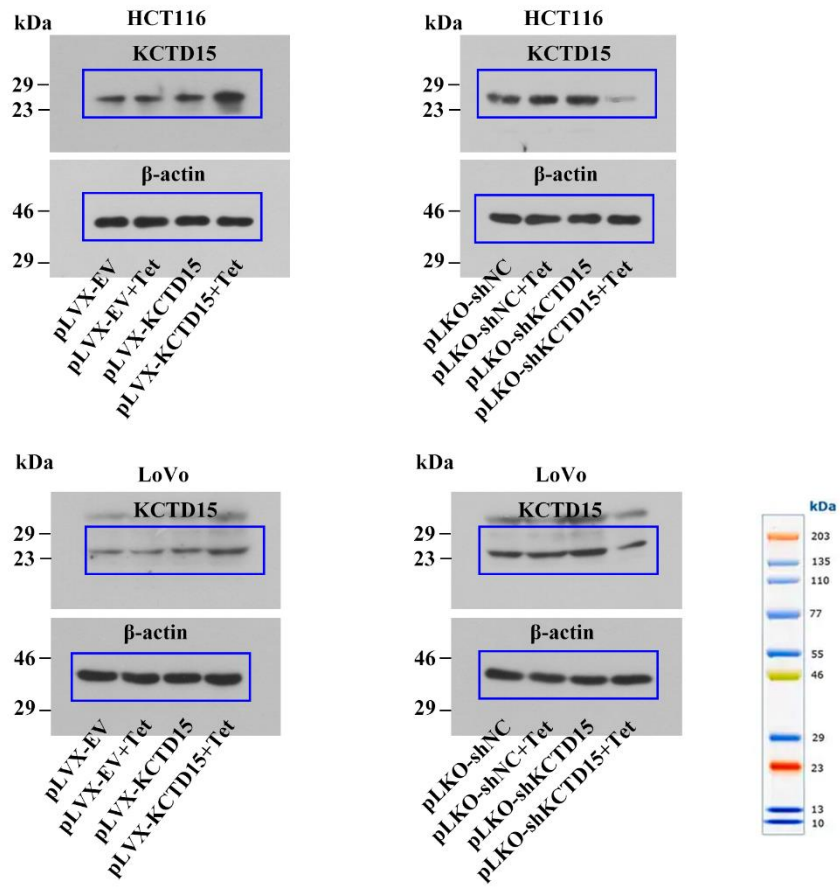 kDa
HCT116
KCTD15
29
23
β-actin
46
29
pLVX-EV
pLVX-EV+Tet
pLVX-KCTD15
pLVX-KCTD15+Tet
kDa
HCT116
KCTD15
29
23
β-actin
46
29
pLKO-shNC
pLKO-shNC+Tet
pLKO-shKCTD15
pLKO-shKCTD15+Tet
kDa
LoVo
KCTD15
29
23
β-actin
46
29
pLVX-EV
pLVX-EV+Tet
pLVX-KCTD15
pLVX-KCTD15+Tet
kDa
LoVo
KCTD15
29
23
β-actin
46
29
pLKO-shNC
pLKO-shNC+Tet
pLKO-shKCTD15
pLKO-shKCTD15+Tet
kDa
203
135
110
77
55
46
29
23
13
10